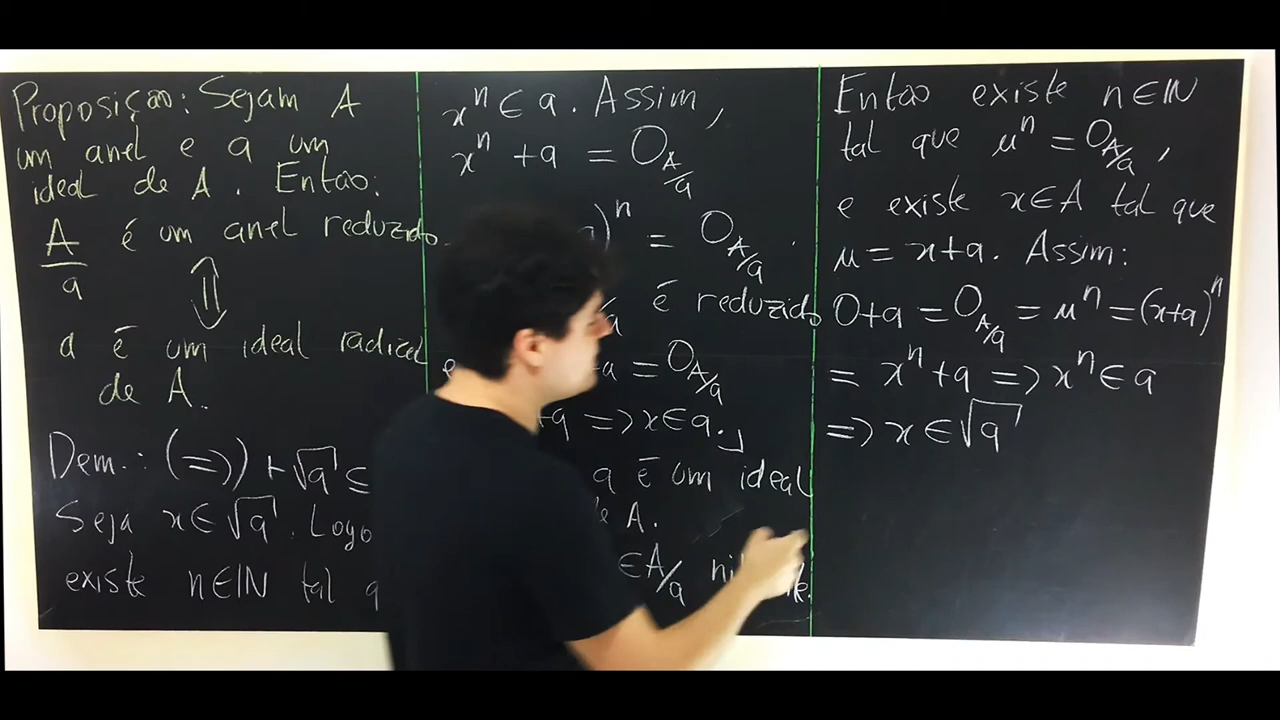 Proposição: Sejam A
um anel e a um
ideal de A. Então:
A/a é um anel reduzido
⇕
a é um ideal radical
de A.
Dem.: (=>) + √a ⊆
Seja x ∈ √a. Logo
existe n ∈ ℕ tal q
x^n ∈ a. Assim,
x^n + a = 0_{A/a}
a)^n = 0_{A/a}.
é reduzido
+a = 0_{A/a}
+a => x ∈ a.⌟
a é um ideal
de A.
∈ A/a
Então existe n ∈ ℕ
tal que μ^n = 0_{A/a},
e existe x ∈ A tal que
μ = x+a. Assim:
0+a = 0_{A/a} = μ^n = (x+a)^n
= x^n + a => x^n ∈ a
=> x ∈ √a